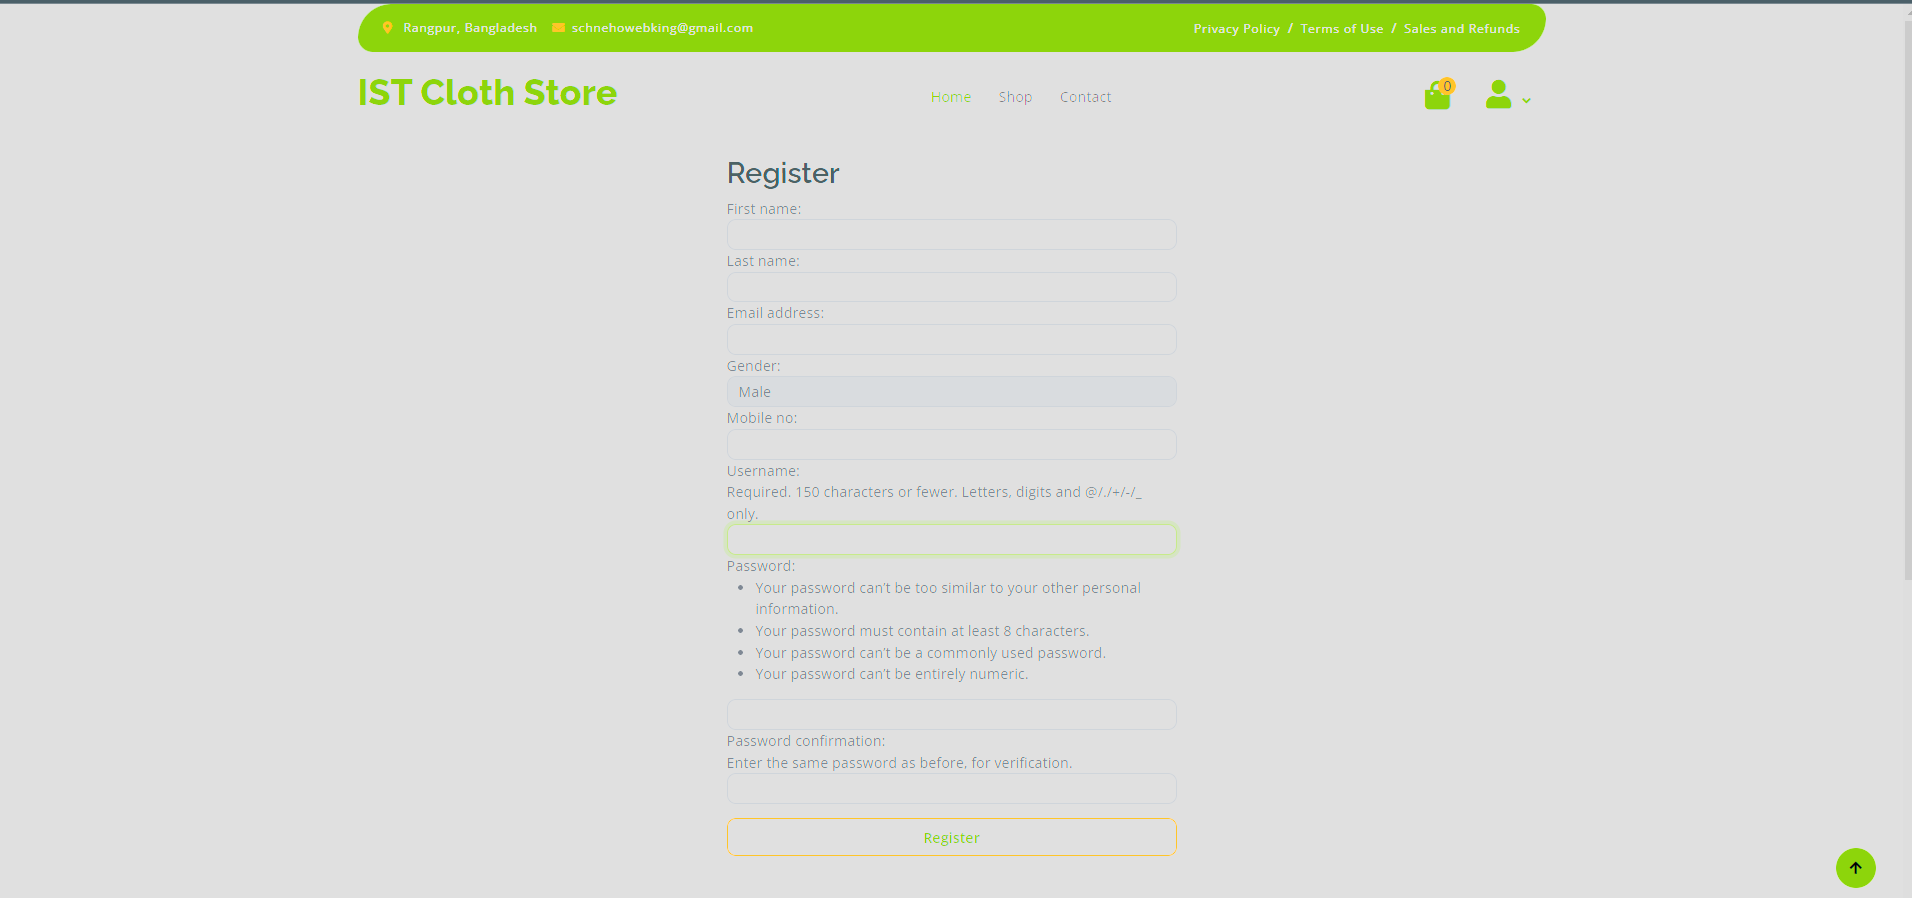 Rangpur, Bangladesh schnehowebking@gmail.com Privacy Policy / Terms of Use / Sales and Refunds
IST Cloth Store Home Shop Contact 0
Register
First name:
Last name:
Email address:
Gender:
Male
Mobile no:
Username:
Required. 150 characters or fewer. Letters, digits and @/./+/-/_
only.
Password:
• Your password can’t be too similar to your other personal
information.
• Your password must contain at least 8 characters.
• Your password can’t be a commonly used password.
• Your password can’t be entirely numeric.
Password confirmation:
Enter the same password as before, for verification.
Register